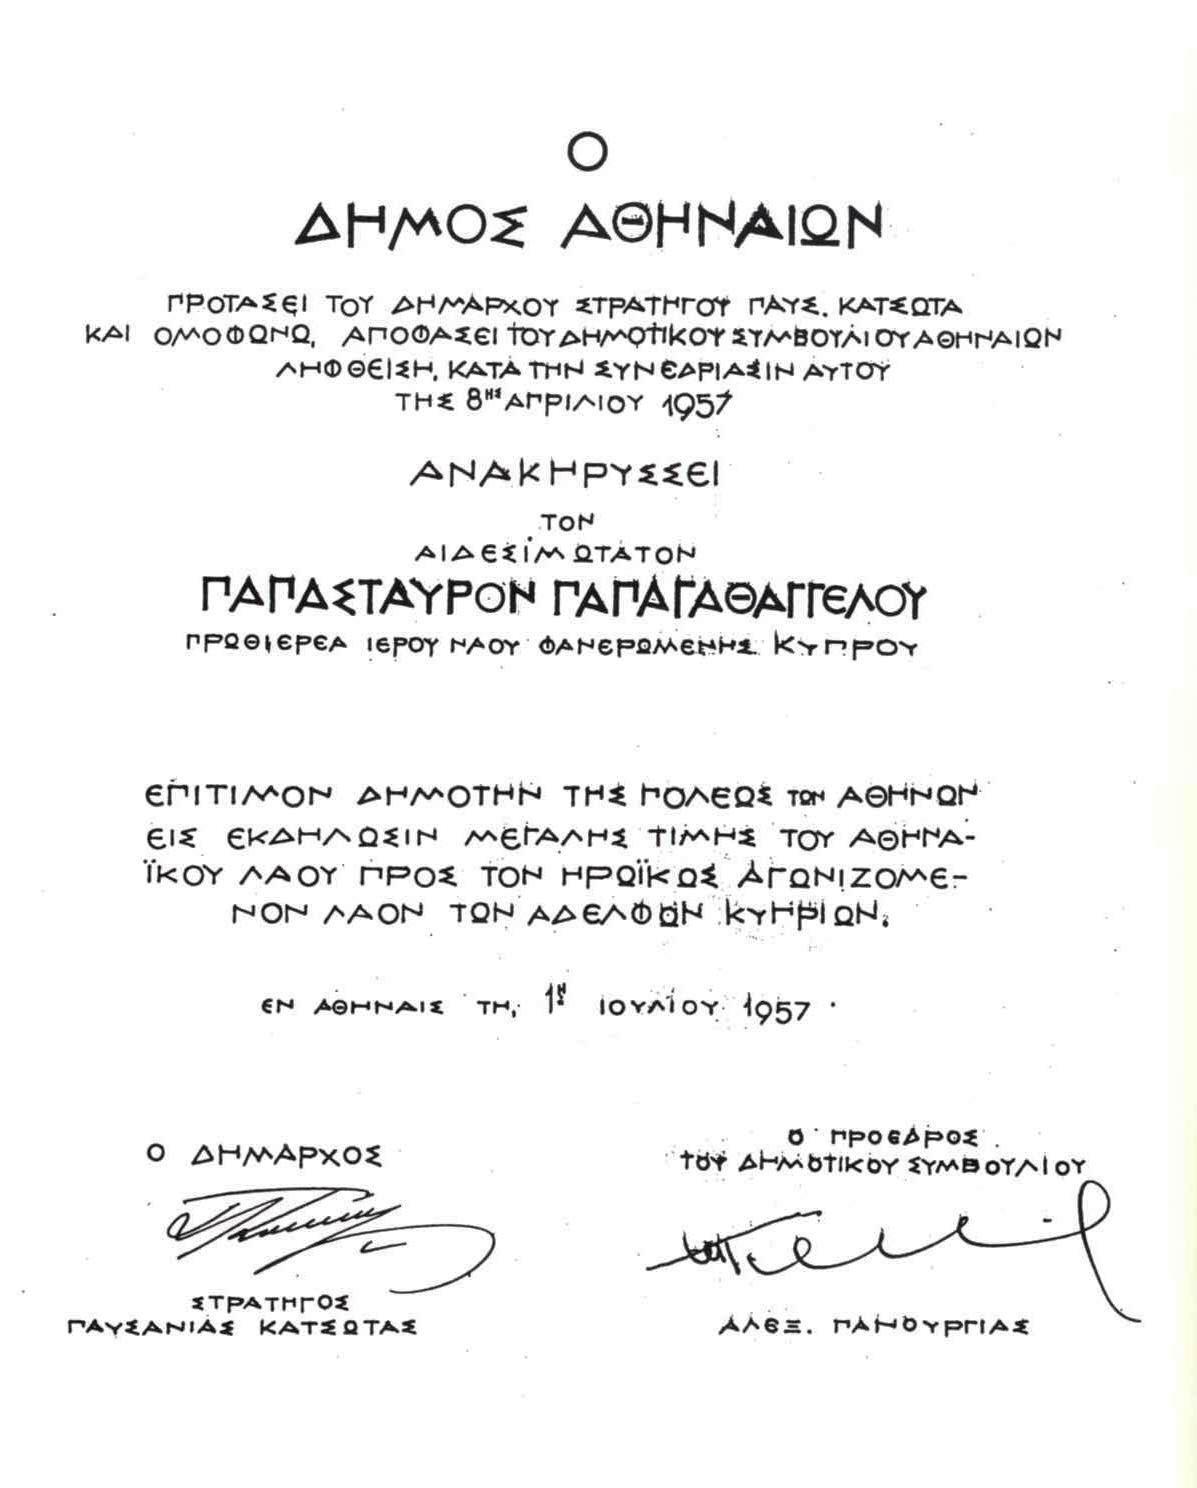 Ο
ΔΗΜΟΣ ΑΘΗΝΑΙΩΝ
ΠΡΟΤΑΣΕΙ ΤΟΥ ΔΗΜΑΡΧΟΥ ΣΤΡΑΤΗΓΟΥ ΠΑΥΣ. ΚΑΤΣΩΤΑ
ΚΑΙ ΟΜΟΦΩΝΩ, ΑΠΟΦΑΣΕΙ ΤΟΥ ΔΗΜΟΤΙΚΟΥ ΣΥΜΒΟΥΛΙΟΥ ΑΘΗΝΑΙΩΝ
ΛΗΦΘΕΙΣΗ, ΚΑΤΑ ΤΗΝ ΣΥΝΕΔΡΙΑΣΙΝ ΑΥΤΟΥ
ΤΗΣ 8ΗΣ ΑΠΡΙΛΙΟΥ 1957
ΑΝΑΚΗΡΥΣΣΕΙ
ΤΟΝ
ΑΙΔΕΣΙΜΩΤΑΤΟΝ
ΠΑΠΑΣΤΑΥΡΟΝ ΠΑΠΑΓΑΘΑΓΓΕΛΟΥ
ΠΡΩΘΙΕΡΕΑ ΙΕΡΟΥ ΝΑΟΥ ΦΑΝΕΡΩΜΕΝΗΣ ΚΥΠΡΟΥ
ΕΠΙΤΙΜΟΝ ΔΗΜΟΤΗΝ ΤΗΣ ΠΟΛΕΩΣ ΤΩΝ ΑΘΗΝΩΝ
ΕΙΣ ΕΚΔΗΛΩΣΙΝ ΜΕΓΑΛΗΣ ΤΙΜΗΣ ΤΟΥ ΑΘΗΝΑ-
ΪΚΟΥ ΛΑΟΥ ΠΡΟΣ ΤΟΝ ΗΡΩΪΚΩΣ ΑΓΩΝΙΖΟΜΕ-
ΝΟΝ ΛΑΟΝ ΤΩΝ ΑΔΕΛΦΩΝ ΚΥΠΡΙΩΝ.
ΕΝ ΑΘΗΝΑΙΣ ΤΗ, 1Η ΙΟΥΛΙΟΥ 1957
Ο ΔΗΜΑΡΧΟΣ
ΣΤΡΑΤΗΓΟΣ
ΠΑΥΣΑΝΙΑΣ ΚΑΤΣΩΤΑΣ
Ο ΠΡΟΕΔΡΟΣ
ΤΟΥ ΔΗΜΟΤΙΚΟΥ ΣΥΜΒΟΥΛΙΟΥ
ΑΛΕΞ. ΠΑΝΟΥΡΓΙΑΣ